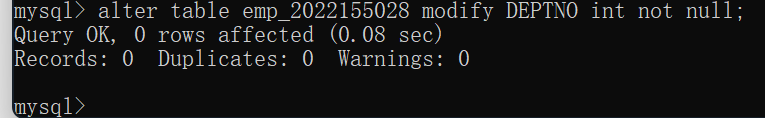 mysql> alter table emp_2022155028 modify DEPTNO int not null;
Query OK, 0 rows affected (0.08 sec)
Records: 0  Duplicates: 0  Warnings: 0
mysql>